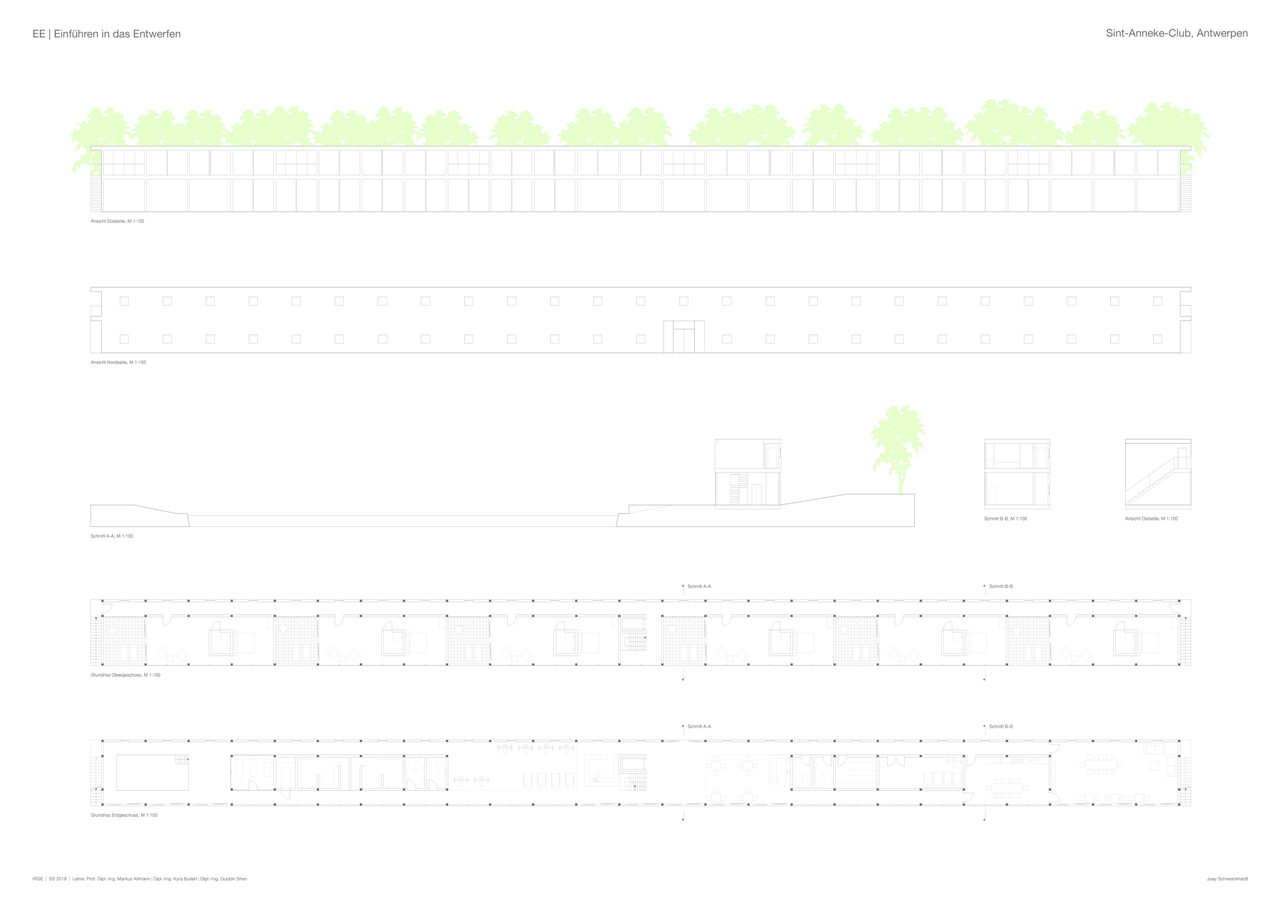 EE | Einführen in das Entwerfen
Sint-Anneke-Club, Antwerpen
Ansicht Südseite, M 1:100
Ansicht Nordseite, M 1:100
Schnitt A-A, M 1:100
Schnitt B-B, M 1:100
Ansicht Ostseite, M 1:100
Schnitt A-A
Schnitt B-B
Grundriss Obergeschoss, M 1:100
Schnitt A-A
Schnitt B-B
Grundriss Erdgeschoss, M 1:100
IRGE | SS 2019 | Lehre: Prof. Dipl.-Ing. Markus Allmann | Dipl.-Ing. Kyra Bullert | Dipl.-Ing. Guobin Shen
Josy Schweickhardt